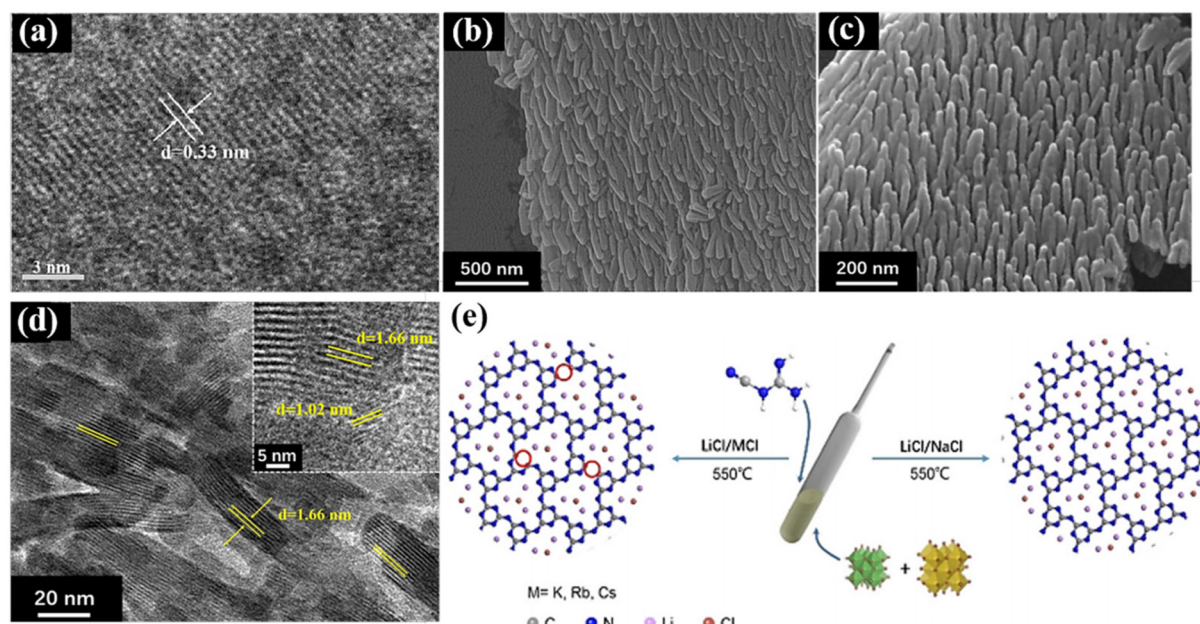 (a)
d=0.33 nm
3 nm
(b)
500 nm
(c)
200 nm
(d)
d=1.66 nm
d=1.02 nm
5 nm
d=1.66 nm
20 nm
(e)
LiCl/MCl
550℃
LiCl/NaCl
550℃
+
M= K, Rb, Cs
C N Li Cl